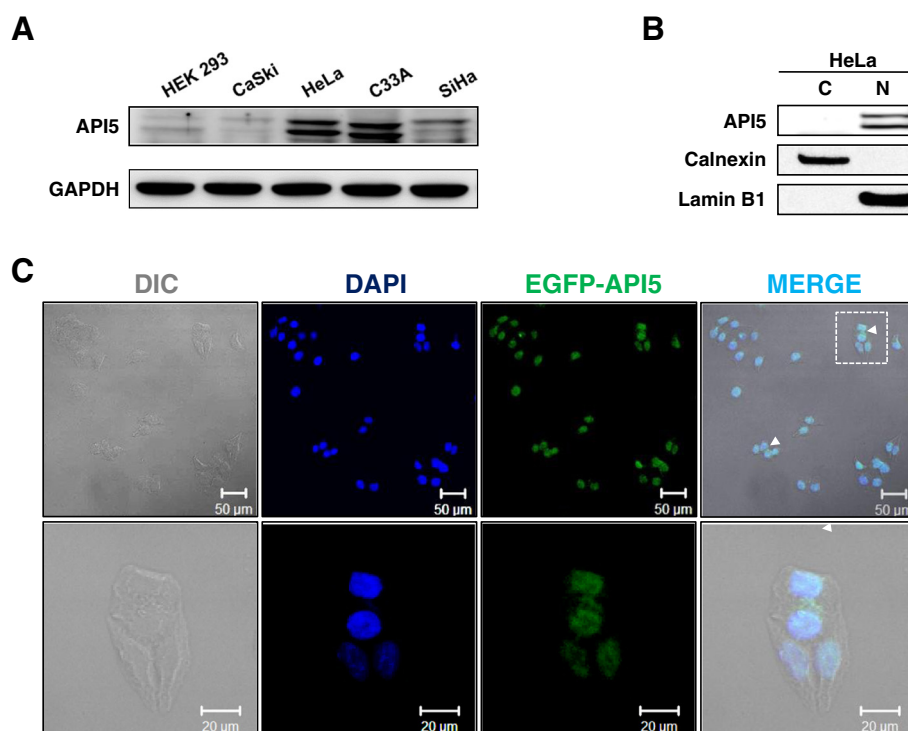 A
HEK 293 CaSki HeLa C33A SiHa
API5
GAPDH
B
HeLa
C N
API5
Calnexin
Lamin B1
C
DIC DAPI EGFP-API5 MERGE
50 µm 50 µm 50 µm 50 µm
20 µm 20 µm 20 µm 20 µm